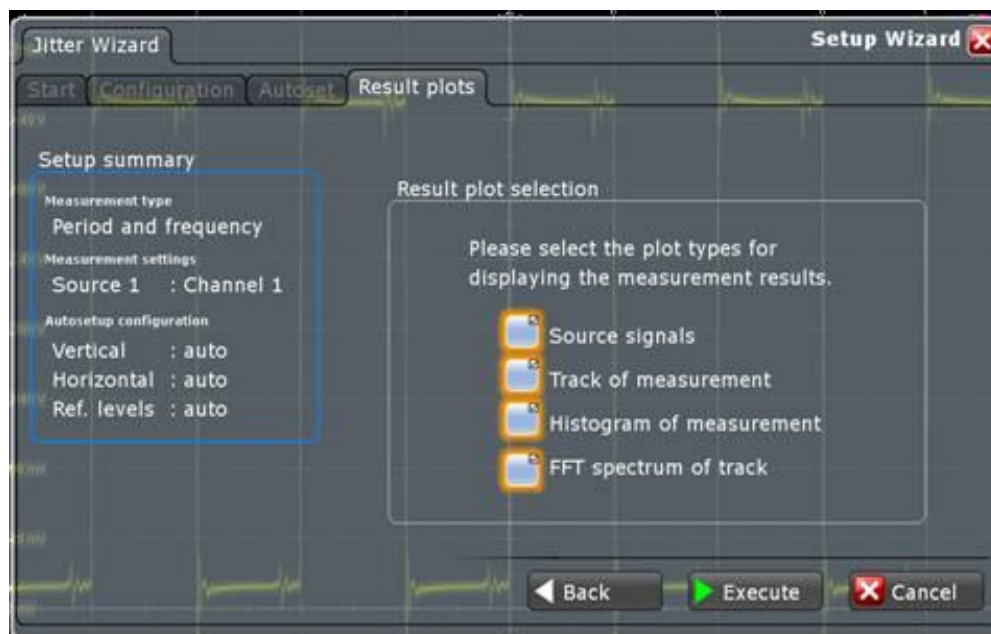 Jitter Wizard
Setup Wizard
Start Configuration Autoset Result plots
Setup summary
Measurement type
Period and frequency
Measurement settings
Source 1 : Channel 1
Autosetup configuration
Vertical : auto
Horizontal : auto
Ref. levels : auto
Result plot selection
Please select the plot types for
displaying the measurement results.
Source signals
Track of measurement
Histogram of measurement
FFT spectrum of track
Back
Execute
Cancel